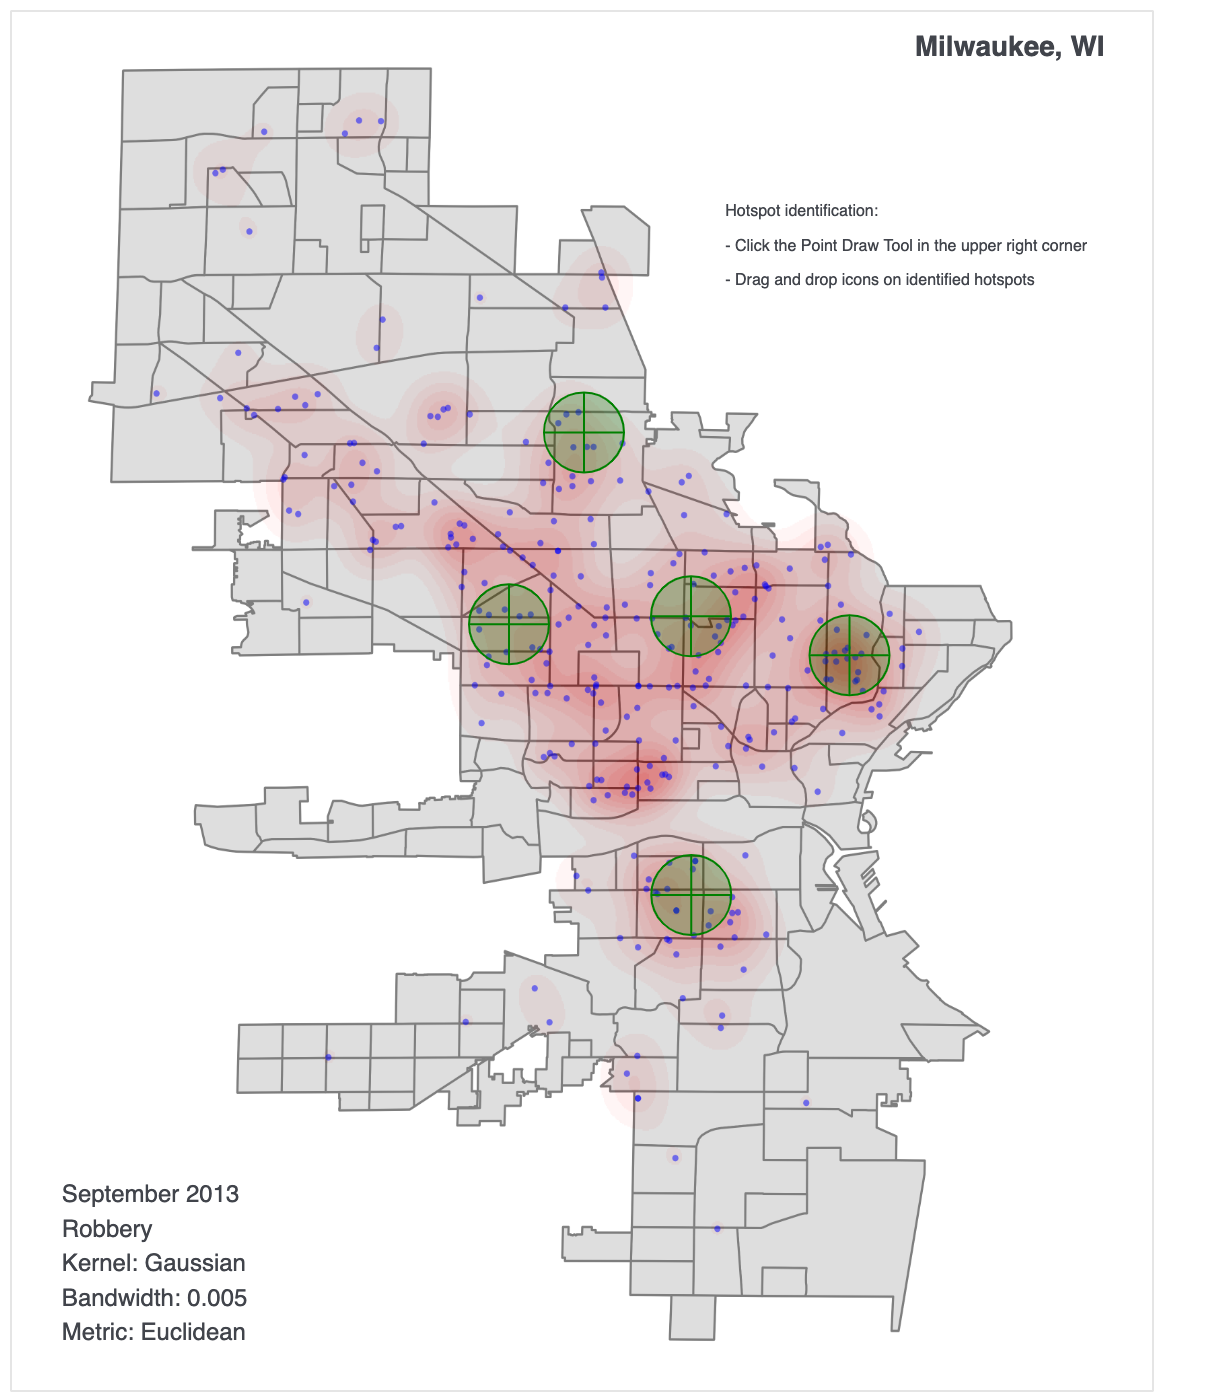 Milwaukee, WI
Hotspot identification:
- Click the Point Draw Tool in the upper right corner
- Drag and drop icons on identified hotspots
September 2013
Robbery
Kernel: Gaussian
Bandwidth: 0.005
Metric: Euclidean